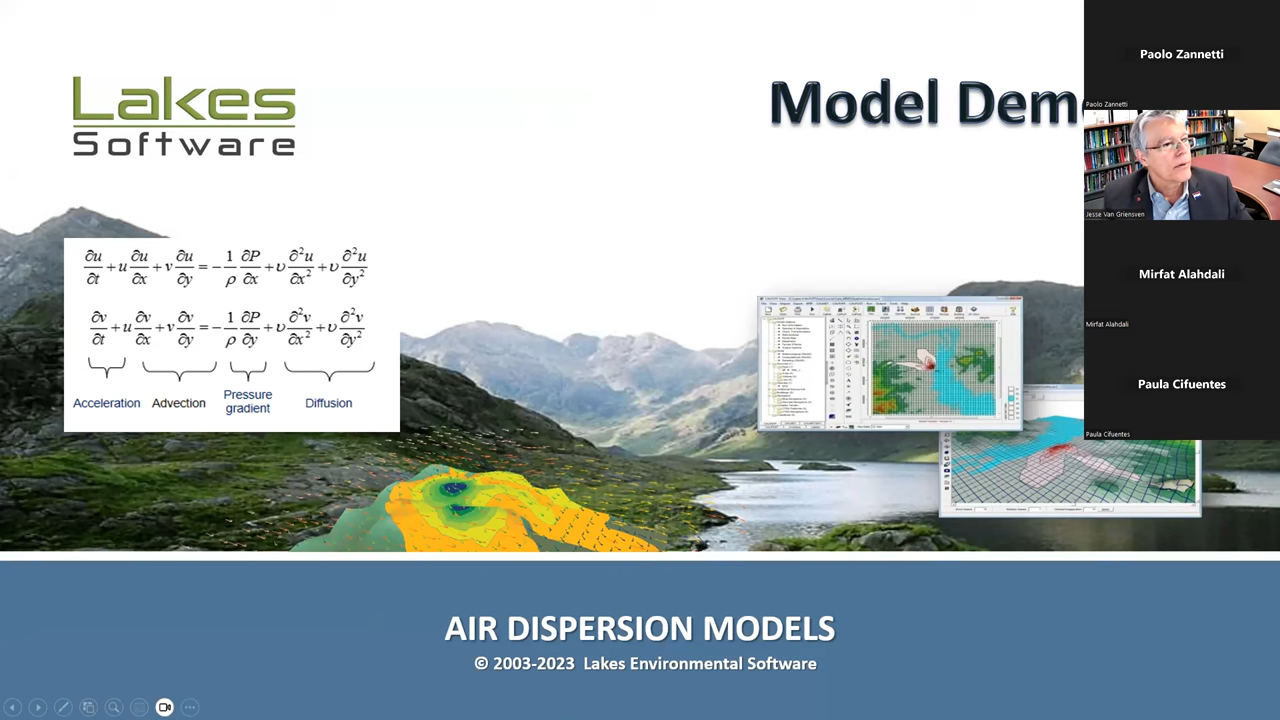 Lakes
Software
Model Dem
∂u/∂t + u ∂u/∂x + v ∂u/∂y = - 1/ρ ∂P/∂x + υ ∂²u/∂x² + υ ∂²u/∂y²
∂v/∂t + u ∂v/∂x + v ∂v/∂y = - 1/ρ ∂P/∂y + υ ∂²v/∂x² + υ ∂²v/∂y²
Acceleration Advection Pressure gradient Diffusion
Paolo Zannetti
Paolo Zannetti
Jesse Van Griensven
Mirfat Alahdali
Mirfat Alahdali
Paula Cifuentes
Paula Cifuentes
AIR DISPERSION MODELS
© 2003-2023 Lakes Environmental Software